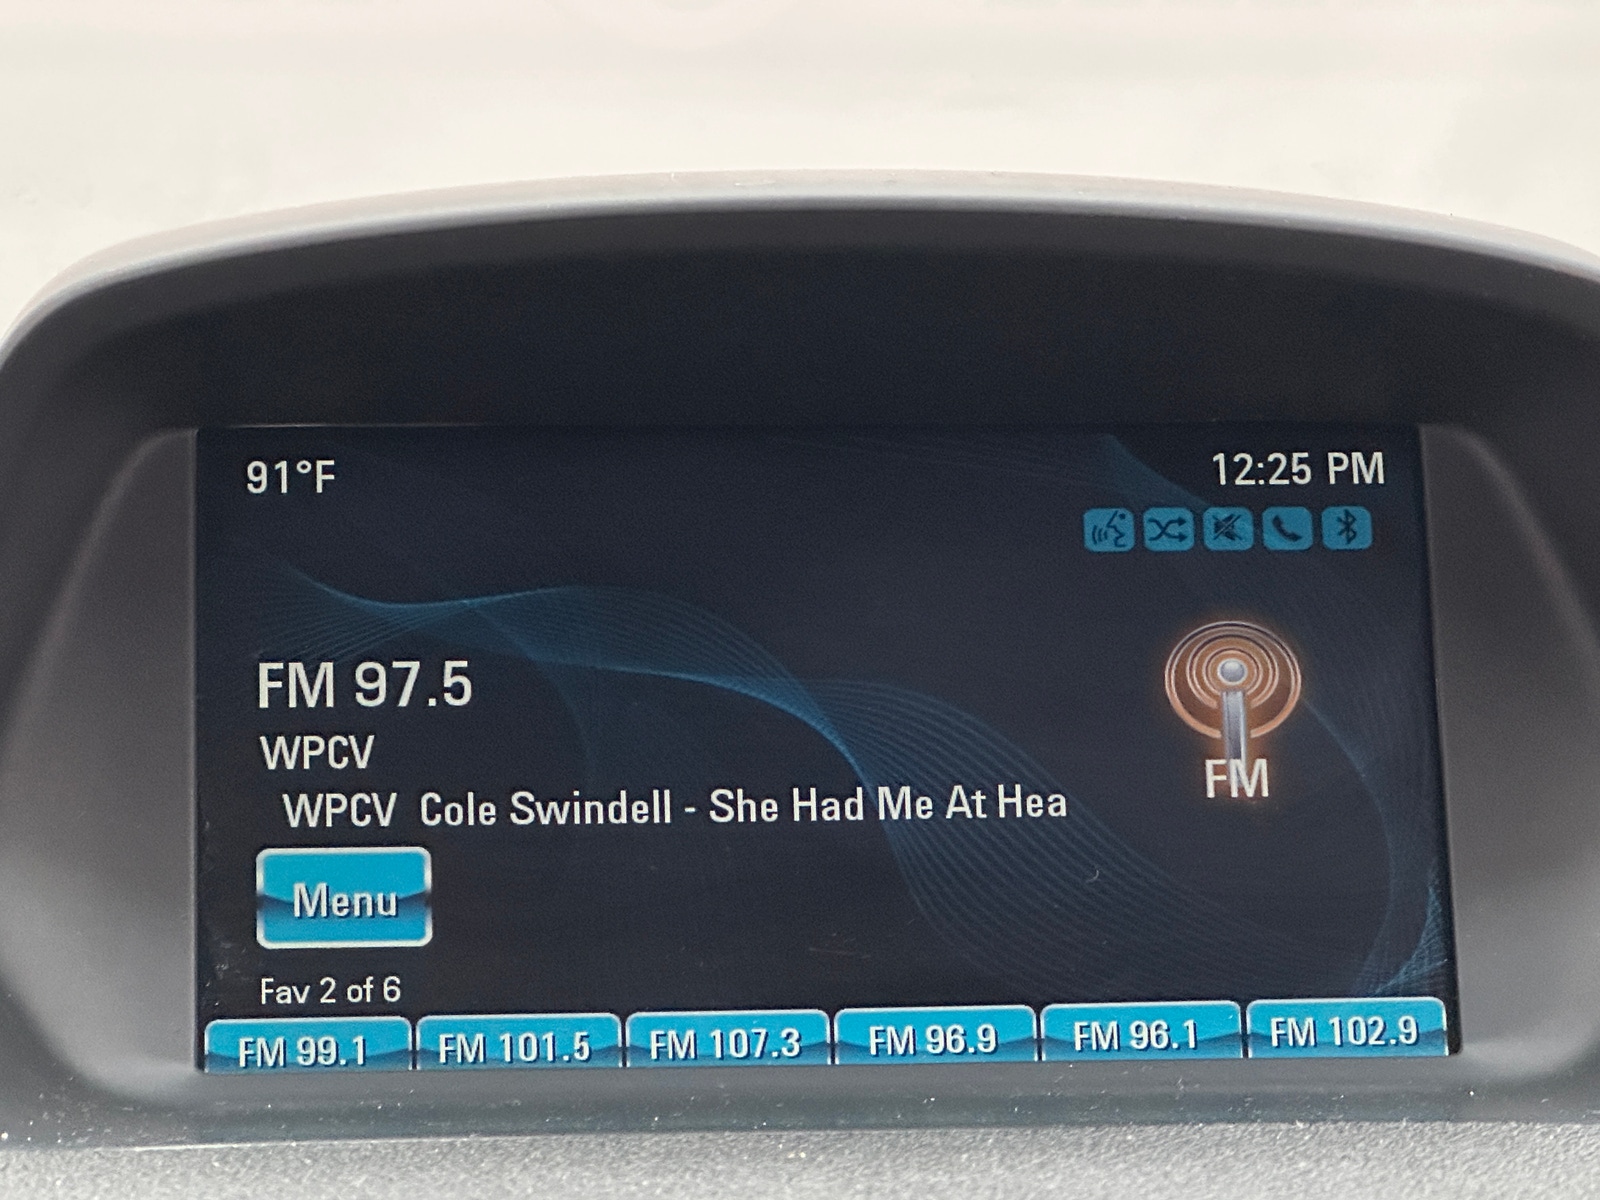 91°F
12:25 PM
FM 97.5
WPCV
WPCV Cole Swindell - She Had Me At Hea
FM
Menu
Fav 2 of 6
FM 99.1 FM 101.5 FM 107.3 FM 96.9 FM 96.1 FM 102.9